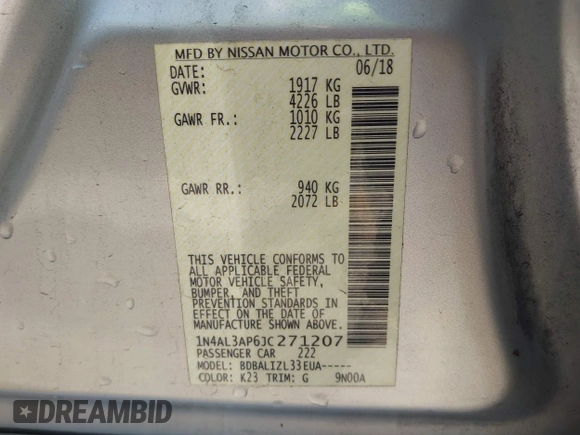 MFD BY NISSAN MOTOR CO., LTD.
DATE: 06/18
GVWR: 1917 KG
4226 LB
GAWR FR.: 1010 KG
2227 LB
GAWR RR.: 940 KG
2072 LB
THIS VEHICLE CONFORMS TO
ALL APPLICABLE FEDERAL
MOTOR VEHICLE SAFETY,
BUMPER, AND THEFT
PREVENTION STANDARDS IN
EFFECT ON THE DATE OF
MANUFACTURE SHOWN ABOVE.
1N4AL3AP6JC271207
PASSENGER CAR 222
MODEL: BDBALIZL33EUA-----
COLOR: K23 TRIM: G 9N00A
DREAMBID